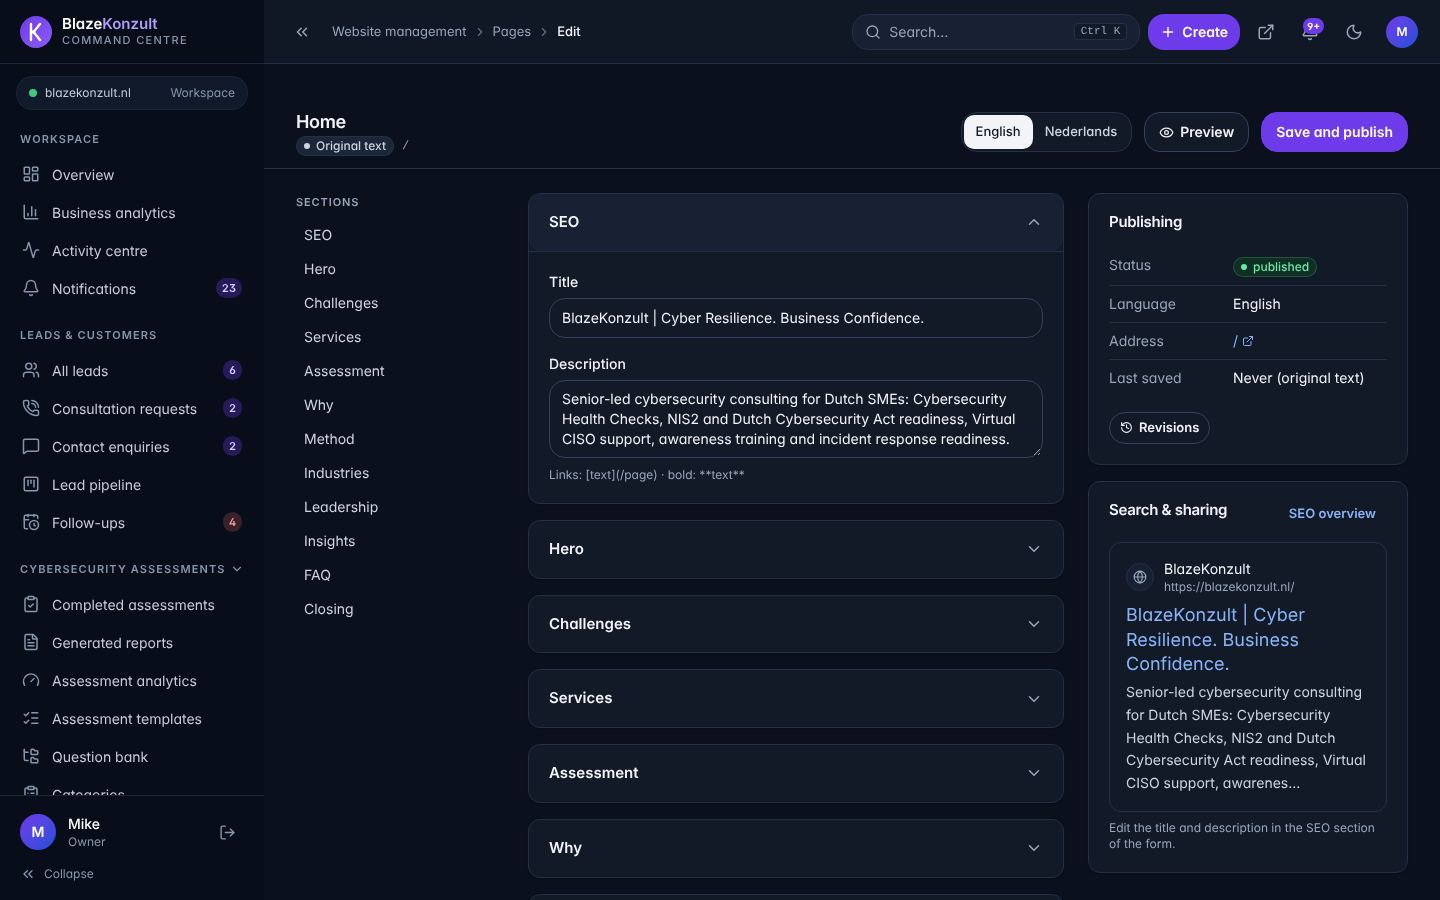 BlazeKonzult
COMMAND CENTRE
Website management > Pages > Edit
Search...
Ctrl K
+ Create
9+
M
blazekonzult.nl
Workspace
WORKSPACE
Overview
Business analytics
Activity centre
Notifications 23
LEADS & CUSTOMERS
All leads 6
Consultation requests 2
Contact enquiries 2
Lead pipeline
Follow-ups 4
CYBERSECURITY ASSESSMENTS
Completed assessments
Generated reports
Assessment analytics
Assessment templates
Question bank
Categories
M
Mike
Owner
Collapse
Home
Original text /
English
Nederlands
Preview
Save and publish
SECTIONS
SEO
Hero
Challenges
Services
Assessment
Why
Method
Industries
Leadership
Insights
FAQ
Closing
SEO
Title
BlazeKonzult | Cyber Resilience. Business Confidence.
Description
Senior-led cybersecurity consulting for Dutch SMEs: Cybersecurity
Health Checks, NIS2 and Dutch Cybersecurity Act readiness, Virtual
CISO support, awareness training and incident response readiness.
Links: [text](/page) · bold: **text**
Hero
Challenges
Services
Assessment
Why
Publishing
Status published
Language English
Address /
Last saved Never (original text)
Revisions
Search & sharing
SEO overview
BlazeKonzult
https://blazekonzult.nl/
BlazeKonzult | Cyber
Resilience. Business
Confidence.
Senior-led cybersecurity consulting
for Dutch SMEs: Cybersecurity
Health Checks, NIS2 and Dutch
Cybersecurity Act readiness, Virtual
CISO support, awarenes...
Edit the title and description in the SEO section
of the form.